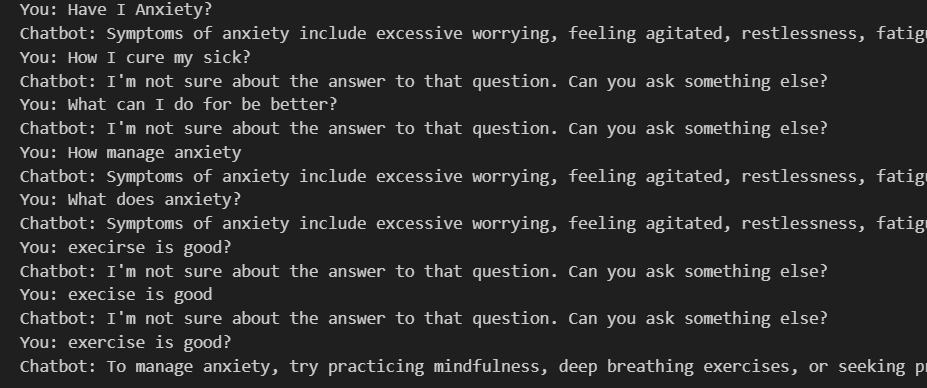 You: Have I Anxiety?
Chatbot: Symptoms of anxiety include excessive worrying, feeling agitated, restlessness,
You: How I cure my sick?
Chatbot: I'm not sure about the answer to that question. Can you ask something else?
You: What can I do for be better?
Chatbot: I'm not sure about the answer to that question. Can you ask something else?
You: How manage anxiety
Chatbot: Symptoms of anxiety include excessive worrying, feeling agitated, restlessness,
You: What does anxiety?
Chatbot: Symptoms of anxiety include excessive worrying, feeling agitated, restlessness,
You: execirse is good?
Chatbot: I'm not sure about the answer to that question. Can you ask something else?
You: execise is good
Chatbot: I'm not sure about the answer to that question. Can you ask something else?
You: exercise is good?
Chatbot: To manage anxiety, try practicing mindfulness, deep breathing exercises, or seeking